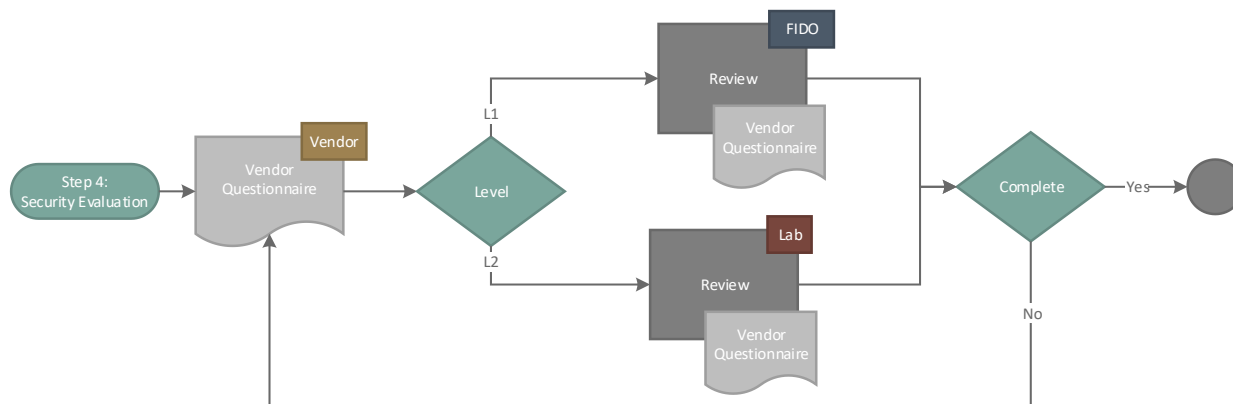 Step 4:
Security Evaluation
Vendor
Vendor
Questionnaire
Level
L1
L2
FIDO
Review
Vendor
Questionnaire
Lab
Review
Vendor
Questionnaire
Complete
Yes
No